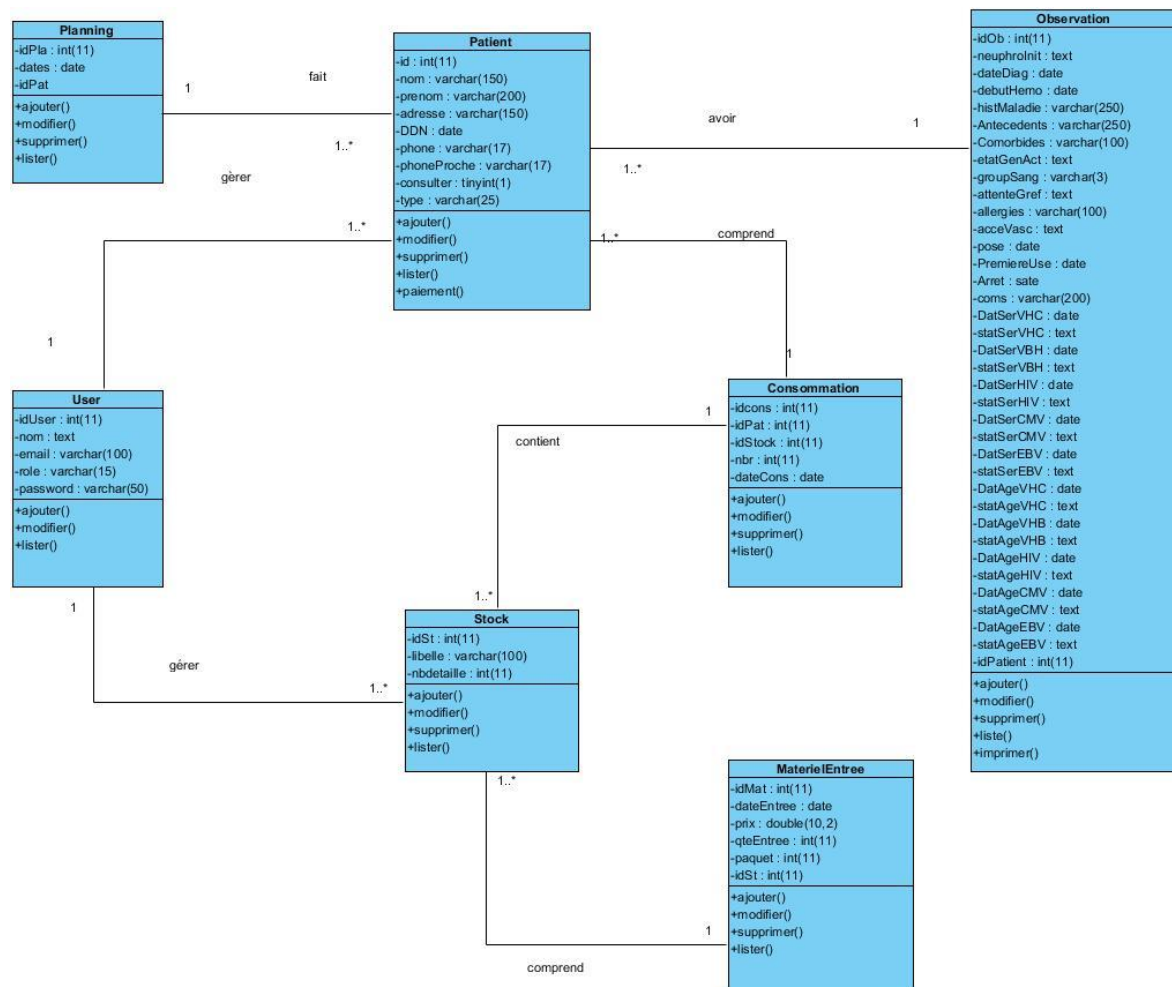 Planning
-idPla : int(11)
-dates : date
-idPat
+ajouter()
+modifier()
+supprimer()
+lister()
1
fait
1..*
Patient
-id : int(11)
-nom : varchar(150)
-prenom : varchar(200)
-adresse : varchar(150)
-DDN : date
-phone : varchar(17)
-phoneProche : varchar(17)
-consulter : tinyint(1)
-type : varchar(25)
+ajouter()
+modifier()
+supprimer()
+lister()
+paiement()
avoir
1
1..*
Observation
-idOb : int(11)
-neuphroInit : text
-dateDiag : date
-debutHemo : date
-histMaladie : varchar(250)
-Antecedents : varchar(250)
-Comorbides : varchar(100)
-etatGenAct : text
-groupSang : varchar(3)
-attenteGref : text
-allergies : varchar(100)
-acceVasc : text
-pose : date
-PremiereUse : date
-Arret : sate
-coms : varchar(200)
-DatSerVHC : date
-statSerVHC : text
-DatSerVBH : date
-statSerVBH : text
-DatSerHIV : date
-statSerHIV : text
-DatSerCMV : date
-statSerCMV : text
-DatSerEBV : date
-statSerEBV : text
-DatAgeVHC : date
-statAgeVHC : text
-DatAgeVHB : date
-statAgeVHB : text
-DatAgeHIV : date
-statAgeHIV : text
-DatAgeCMV : date
-statAgeCMV : text
-DatAgeEBV : date
-statAgeEBV : text
-idPatient : int(11)
+ajouter()
+modifier()
+supprimer()
+liste()
+imprimer()
gèrer
1..*
1
1..*
comprend
1
User
-idUser : int(11)
-nom : text
-email : varchar(100)
-role : varchar(15)
-password : varchar(50)
+ajouter()
+modifier()
+lister()
Consommation
-idcons : int(11)
-idPat : int(11)
-idStock : int(11)
-nbr : int(11)
-dateCons : date
+ajouter()
+modifier()
+supprimer()
+lister()
1
contient
1..*
1
gérer
1..*
Stock
-idSt : int(11)
-libelle : varchar(100)
-nbdetaille : int(11)
+ajouter()
+modifier()
+supprimer()
+lister()
1..*
comprend
1
MaterielEntree
-idMat : int(11)
-dateEntree : date
-prix : double(10,2)
-qteEntree : int(11)
-paquet : int(11)
-idSt : int(11)
+ajouter()
+modifier()
+supprimer()
+lister()